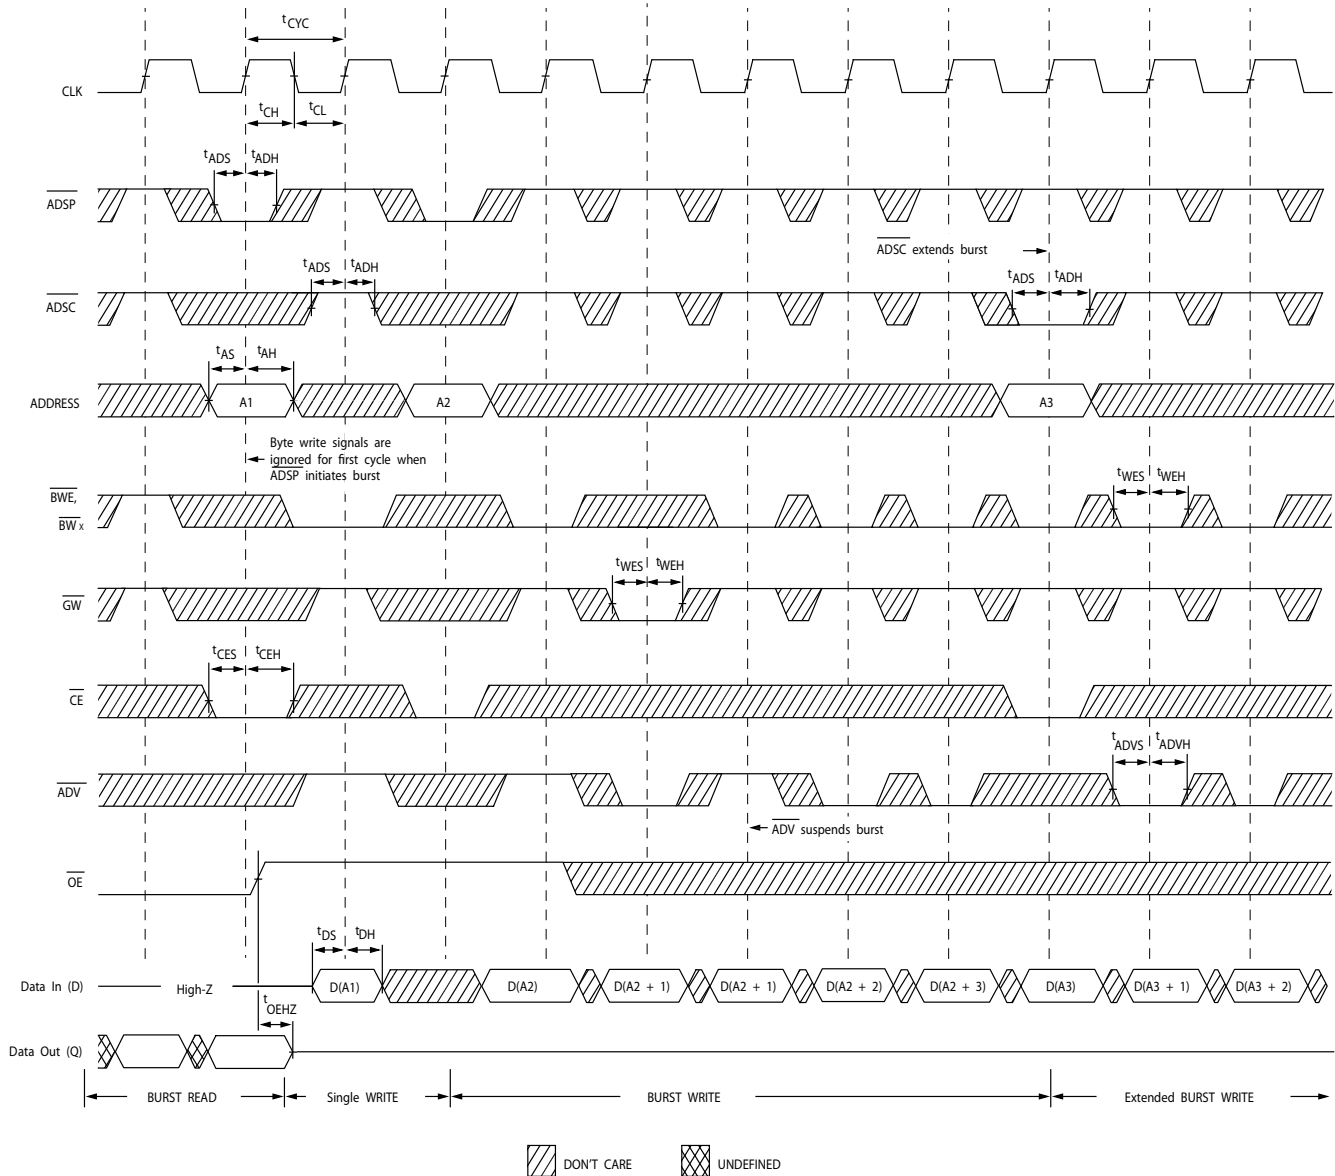 tCYC
CLK
tCH
tCL
tADS
tADH
ADSP
ADSC extends burst
tADS
tADH
tADS
tADH
ADSC
tAS
tAH
ADDRESS
A1
A2
A3
Byte write signals are
ignored for first cycle when
ADSP initiates burst
BWE,
BW x
tWES
tWEH
tWES
tWEH
GW
tCES
tCEH
CE
tADVS
tADVH
ADV
ADV suspends burst
OE
tDS
tDH
Data In (D)
High-Z
D(A1)
D(A2)
D(A2 + 1)
D(A2 + 1)
D(A2 + 2)
D(A2 + 3)
D(A3)
D(A3 + 1)
D(A3 + 2)
tOEHZ
Data Out (Q)
BURST READ
Single WRITE
BURST WRITE
Extended BURST WRITE
DON'T CARE
UNDEFINED